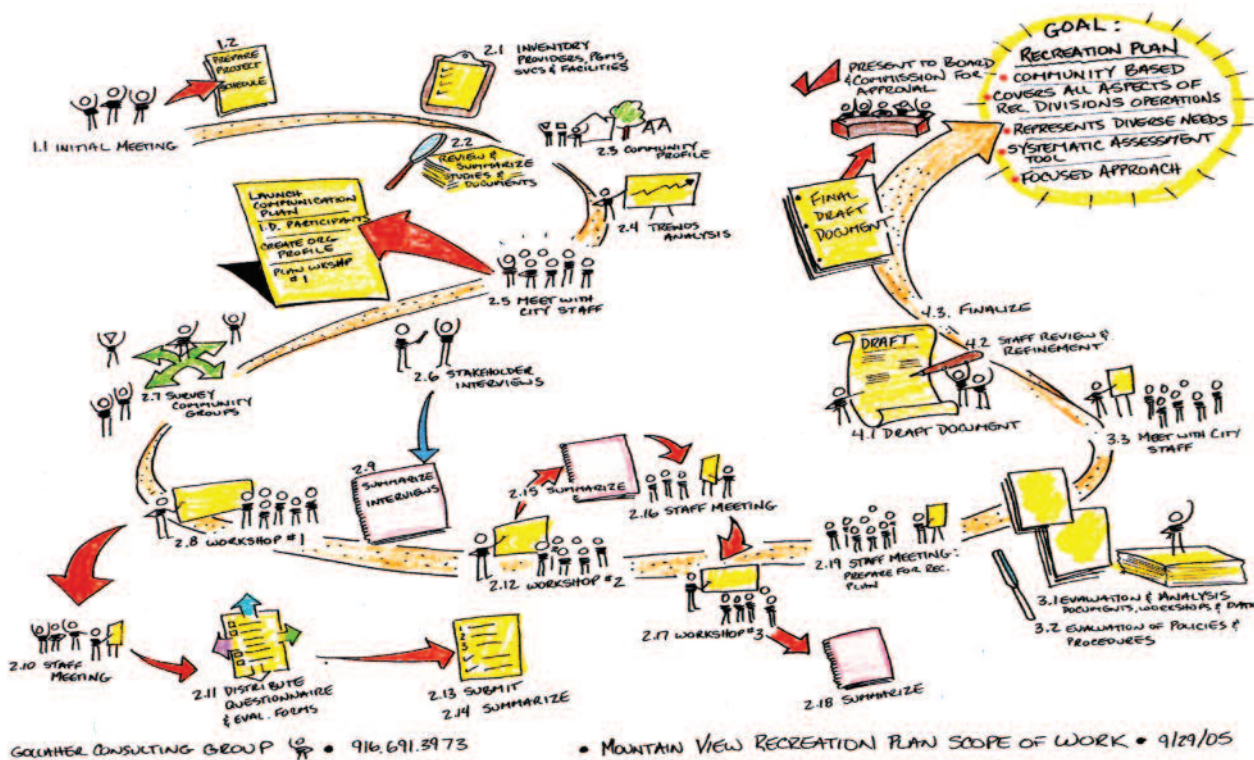 1.2
PREPARE
PROJECT
SCHEDULE
1.1 INITIAL MEETING
2.1 INVENTORY
PROVIDERS, PGMS,
SVCS & FACILITIES
2.2
REVIEW &
SUMMARIZE
STUDIES &
DOCUMENTS
2.3 COMMUNITY
PROFILE
2.4 TRENDS
ANALYSIS
LAUNCH
COMMUNICATION
PLAN
I.D. PARTICIPANTS
CREATE ORG
PROFILE
PLAN WKSHP
#1
2.5 MEET WITH
CITY STAFF
2.6 STAKEHOLDER
INTERVIEWS
2.7 SURVEY
COMMUNITY
GROUPS
2.8 WORKSHOP #1
2.9
SUMMARIZE
INTERVIEWS
2.10 STAFF
MEETING
2.11 DISTRIBUTE
QUESTIONNAIRE
& EVAL. FORMS
1
2
3
2.13 SUBMIT
2.14 SUMMARIZE
2.12 WORKSHOP #2
2.15 SUMMARIZE
2.16 STAFF MEETING
2.17 WORKSHOP #3
2.18 SUMMARIZE
2.19 STAFF MEETING:
PREPARE FOR REC.
PLAN
3.1 EVALUATION & ANALYSIS
DOCUMENTS, WORKSHOPS & DATA
3.2 EVALUATION OF POLICIES &
PROCEDURES
3.3 MEET WITH CITY
STAFF
DRAFT
4.1 DRAFT DOCUMENT
4.2 STAFF REVIEW &
REFINEMENT
4.3. FINALIZE
FINAL
DRAFT
DOCUMENT
PRESENT TO BOARD
& COMMISSION FOR
APPROVAL
GOAL:
RECREATION PLAN
• COMMUNITY BASED
• COVERS ALL ASPECTS OF
REC. DIVISIONS OPERATIONS
• REPRESENTS DIVERSE NEEDS
• SYSTEMATIC ASSESSMENT
TOOL
• FOCUSED APPROACH
GOLLAHER CONSULTING GROUP • 916.691.3973 • MOUNTAIN VIEW RECREATION PLAN SCOPE OF WORK • 9/29/05